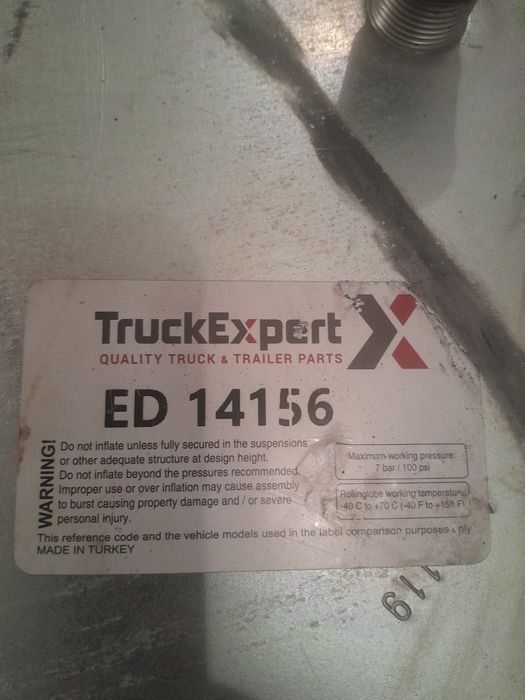 TruckExpert
QUALITY TRUCK & TRAILER PARTS
ED 14156
WARNING!
Do not inflate unless fully secured in the suspensions
or other adequate structure at design height.
Do not inflate beyond the pressures recommended.
Improper use or over inflation may cause assembly
to burst causing property damage and / or severe
personal injury.
Maximum working pressure:
7 bar / 100 psi
Rollinglobe working temperature:
-40 C to +70 C (-40 F to +158 F)
This reference code and the vehicle models used in the label comparison purposes only
MADE IN TURKEY
119